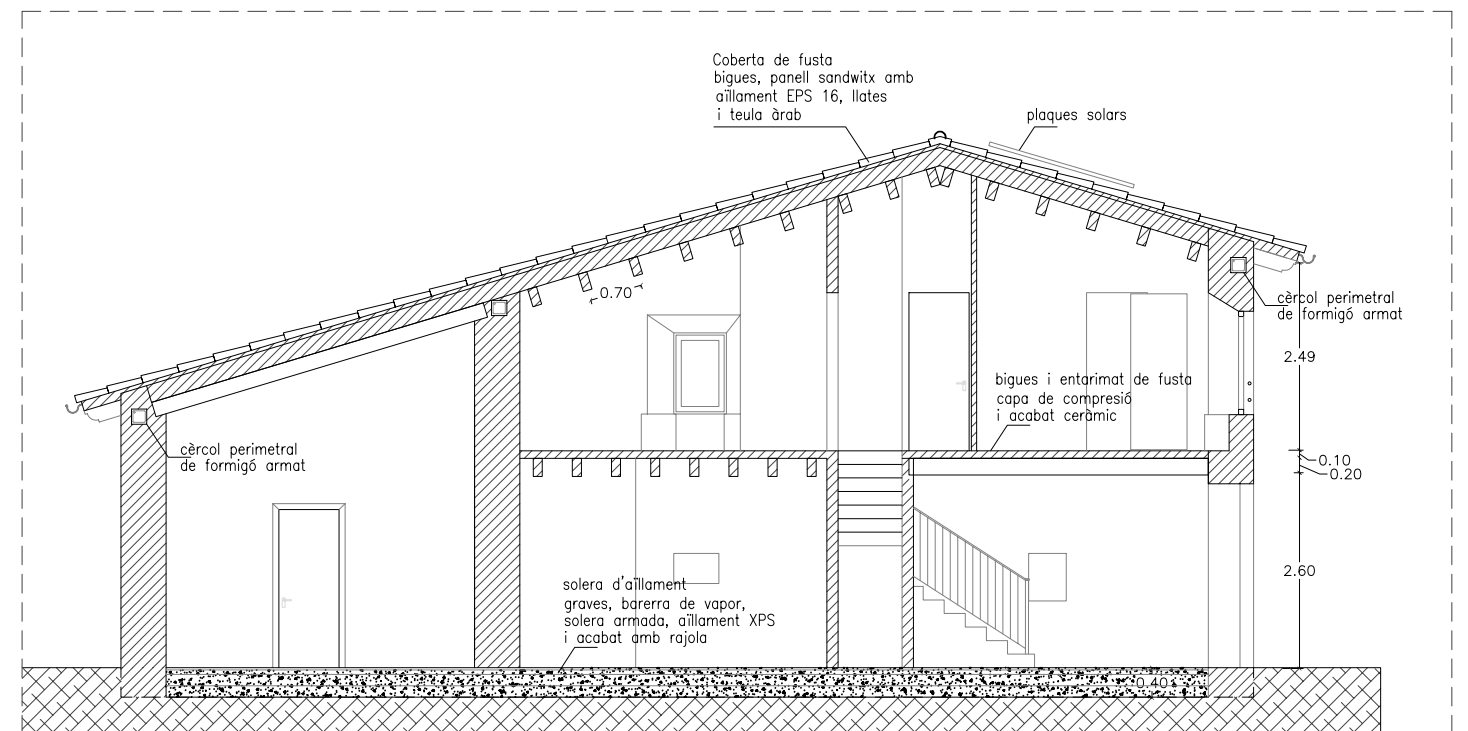 Coberta de fusta
bigues, panell sandwitx amb
aïllament EPS 16, llates
i teula àrab
plaques solars
0.70
cèrcol perimetral
de formigó armat
2.49
bigues i entarimat de fusta
capa de compresió
i acabat ceràmic
cèrcol perimetral
de formigó armat
0.10
0.20
2.60
solera d'aïllament
graves, barerra de vapor,
solera armada, aïllament XPS
i acabat amb rajola
0.40